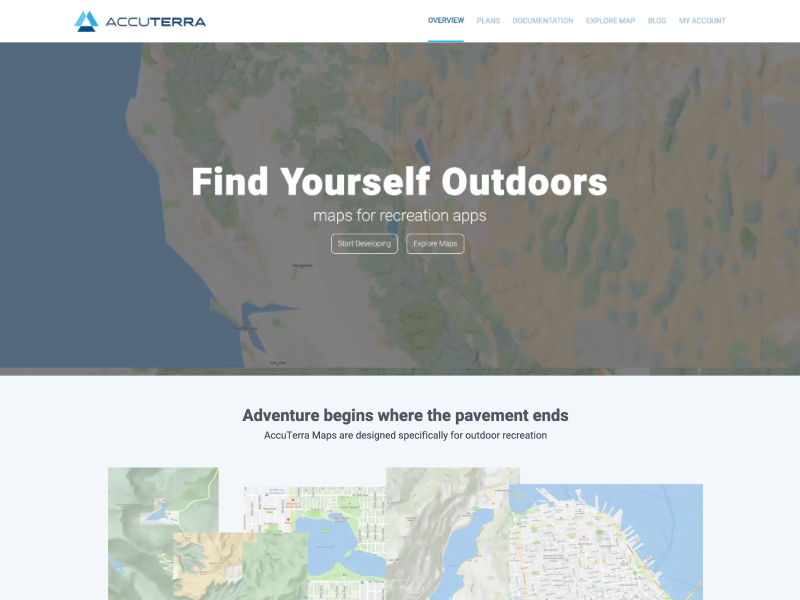 ACCUTERRA
OVERVIEW
PLANS
DOCUMENTATION
EXPLORE MAP
BLOG
MY ACCOUNT
Find Yourself Outdoors
maps for recreation apps
Start Developing
Explore Maps
Adventure begins where the pavement ends
AccuTerra Maps are designed specifically for outdoor recreation